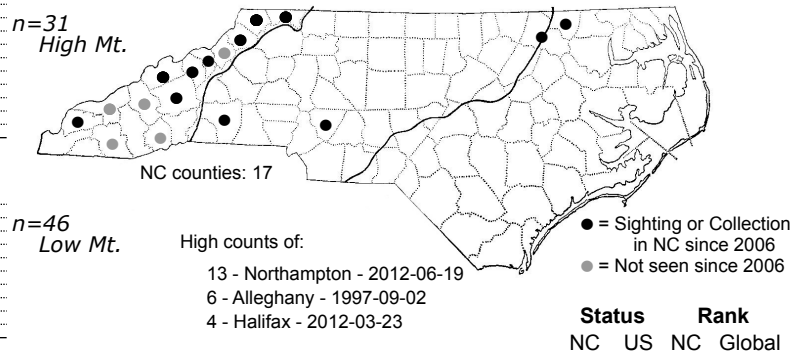 n=31
High Mt.
NC counties: 17
n=46
Low Mt.
High counts of:
13 - Northampton - 2012-06-19
6 - Alleghany - 1997-09-02
4 - Halifax - 2012-03-23
● = Sighting or Collection
in NC since 2006
● = Not seen since 2006
Status Rank
NC US NC Global